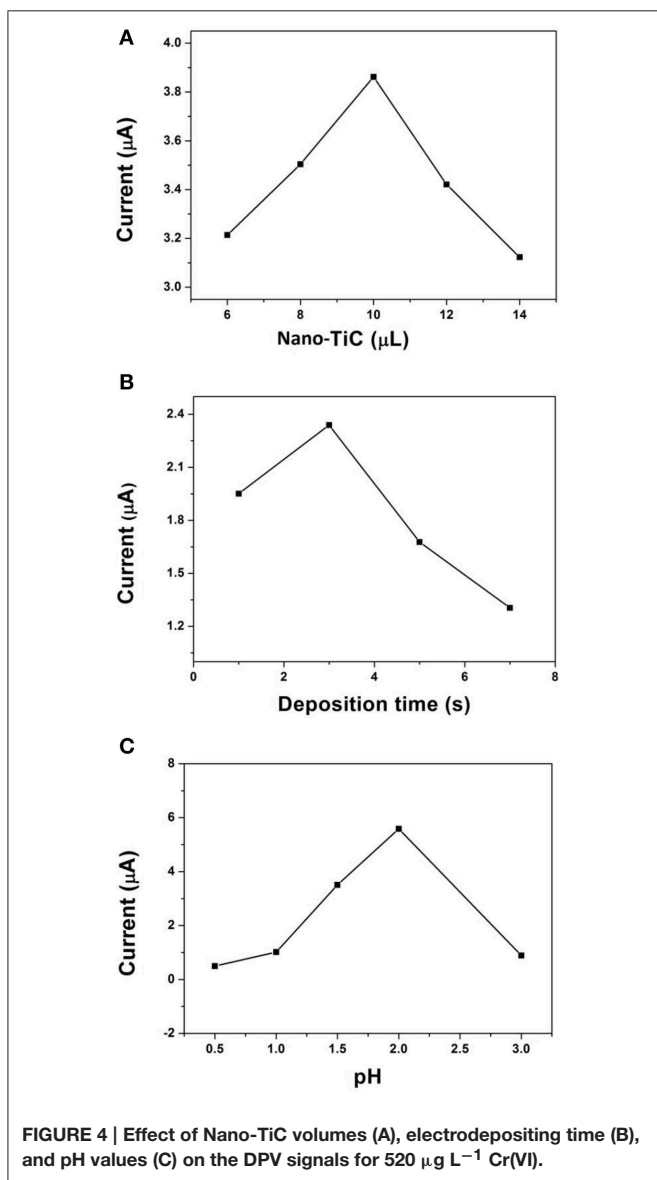 A
4.0
3.8
3.6
3.4
3.2
3.0
Current (μA)
6 8 10 12 14
Nano-TiC (μL)
B
2.4
2.1
1.8
1.5
1.2
Current (μA)
0 2 4 6 8
Deposition time (s)
C
8
6
4
2
0
-2
Current (μA)
0.5 1.0 1.5 2.0 2.5 3.0
pH
FIGURE 4 | Effect of Nano-TiC volumes (A), electrodepositing time (B),
and pH values (C) on the DPV signals for 520 μg L⁻¹ Cr(VI).